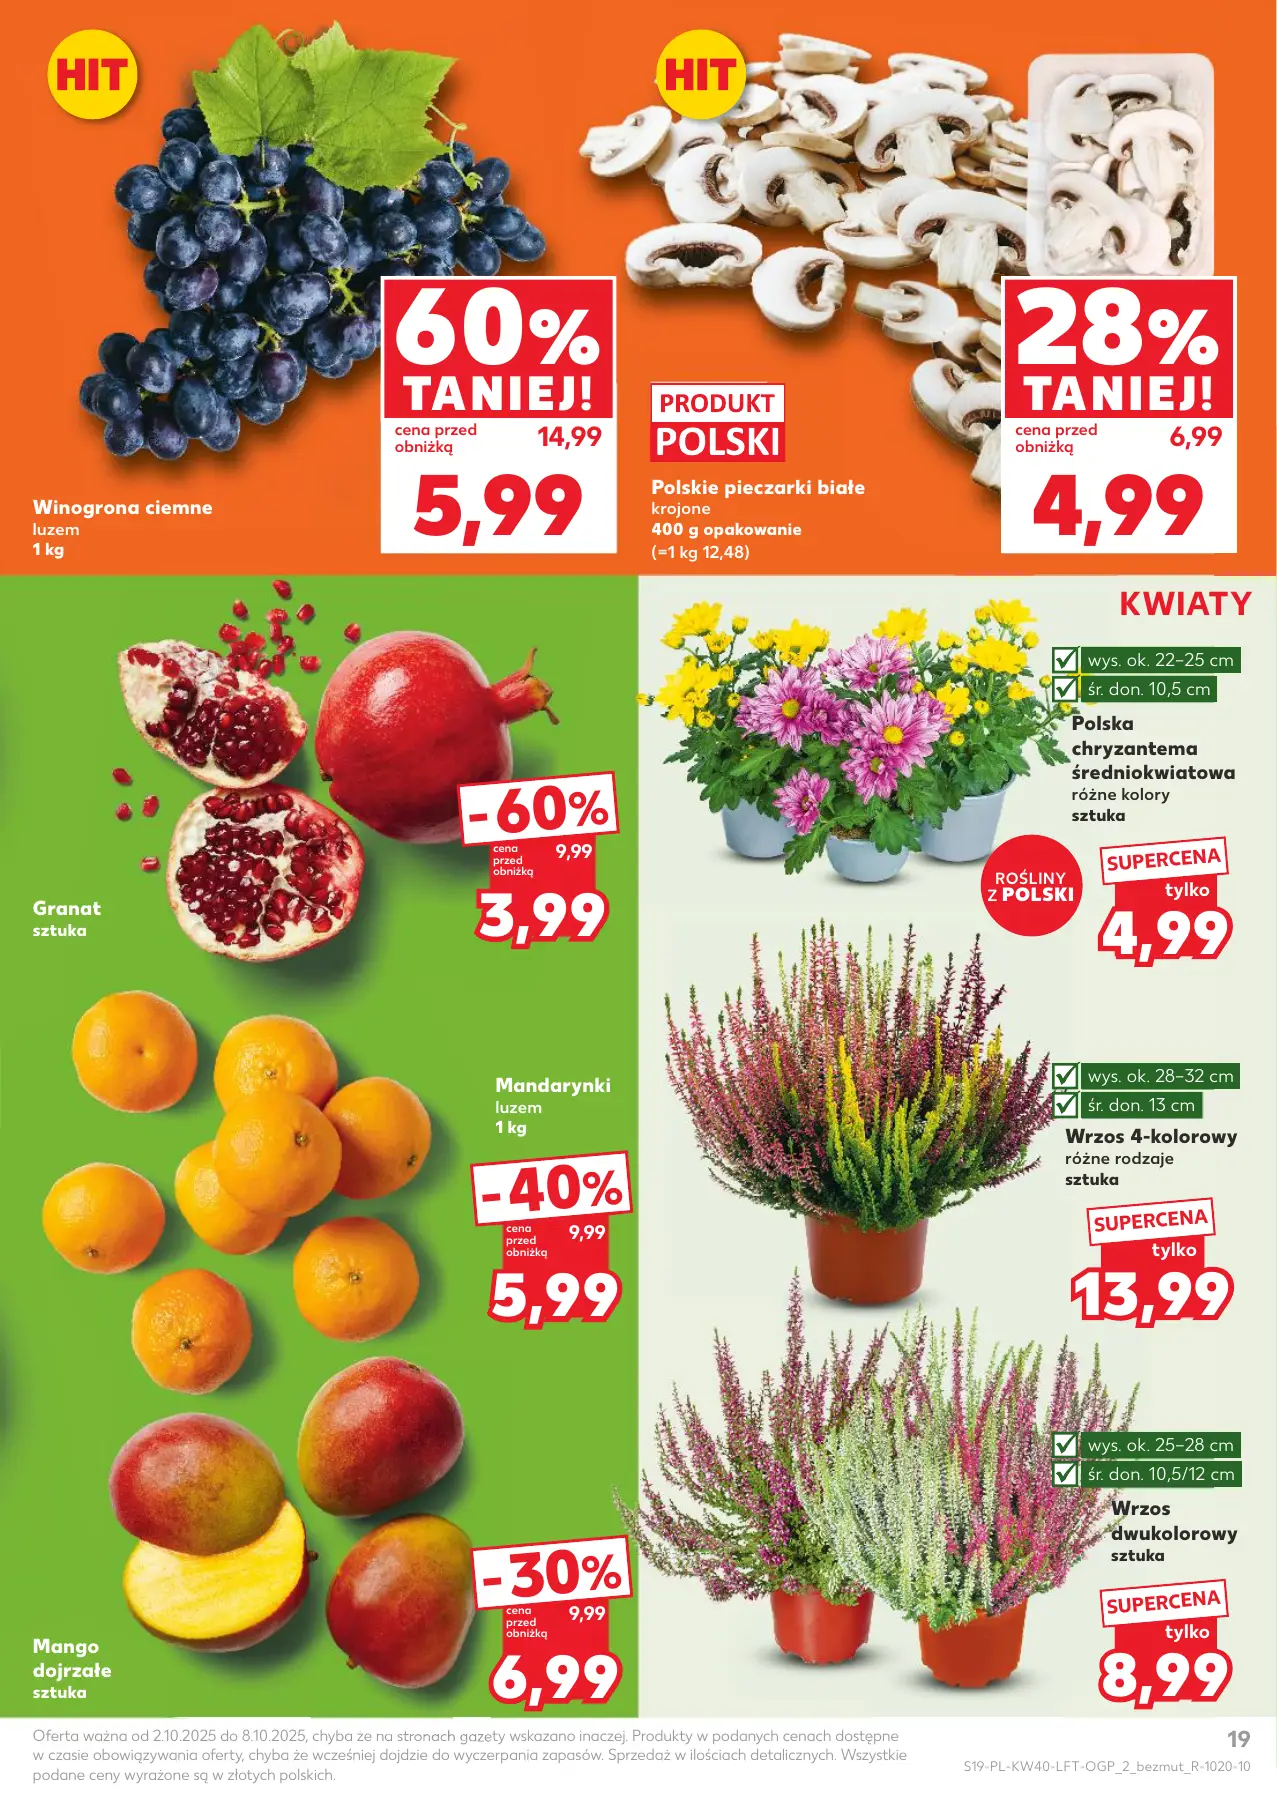 HIT
60%
TANIEJ!
cena przed
obniżką
14,99
5,99
Winogrona ciemne
luzem
1 kg
HIT
28%
TANIEJ!
cena przed
obniżką
6,99
4,99
PRODUKT
POLSKI
Polskie pieczarki białe
krojone
400 g opakowanie
(=1 kg 12,48)
Granat
sztuka
-60%
cena
przed
obniżką
9,99
3,99
Mandarynki
luzem
1 kg
-40%
cena
przed
obniżką
9,99
5,99
Mango
dojrzałe
sztuka
-30%
cena
przed
obniżką
9,99
6,99
KWIATY
wys. ok. 22–25 cm
śr. don. 10,5 cm
Polska
chryzantema
średniokwiatowa
różne kolory
sztuka
ROŚLINY
Z POLSKI
SUPERCENA
tylko
4,99
wys. ok. 28–32 cm
śr. don. 13 cm
Wrzos 4-kolorowy
różne rodzaje
sztuka
SUPERCENA
tylko
13,99
wys. ok. 25–28 cm
śr. don. 10,5/12 cm
Wrzos
dwukolorowy
sztuka
SUPERCENA
tylko
8,99
Oferta ważna od 2.10.2025 do 8.10.2025, chyba że na stronach gazety wskazano inaczej. Produkty w podanych cenach dostępne
w czasie obowiązywania oferty, chyba że wcześniej dojdzie do wyczerpania zapasów. Sprzedaż w ilościach detalicznych. Wszystkie
podane ceny wyrażone są w złotych polskich.
19
S19-PL-KW40-LFT-OGP_2_bezmut_R-1020-10